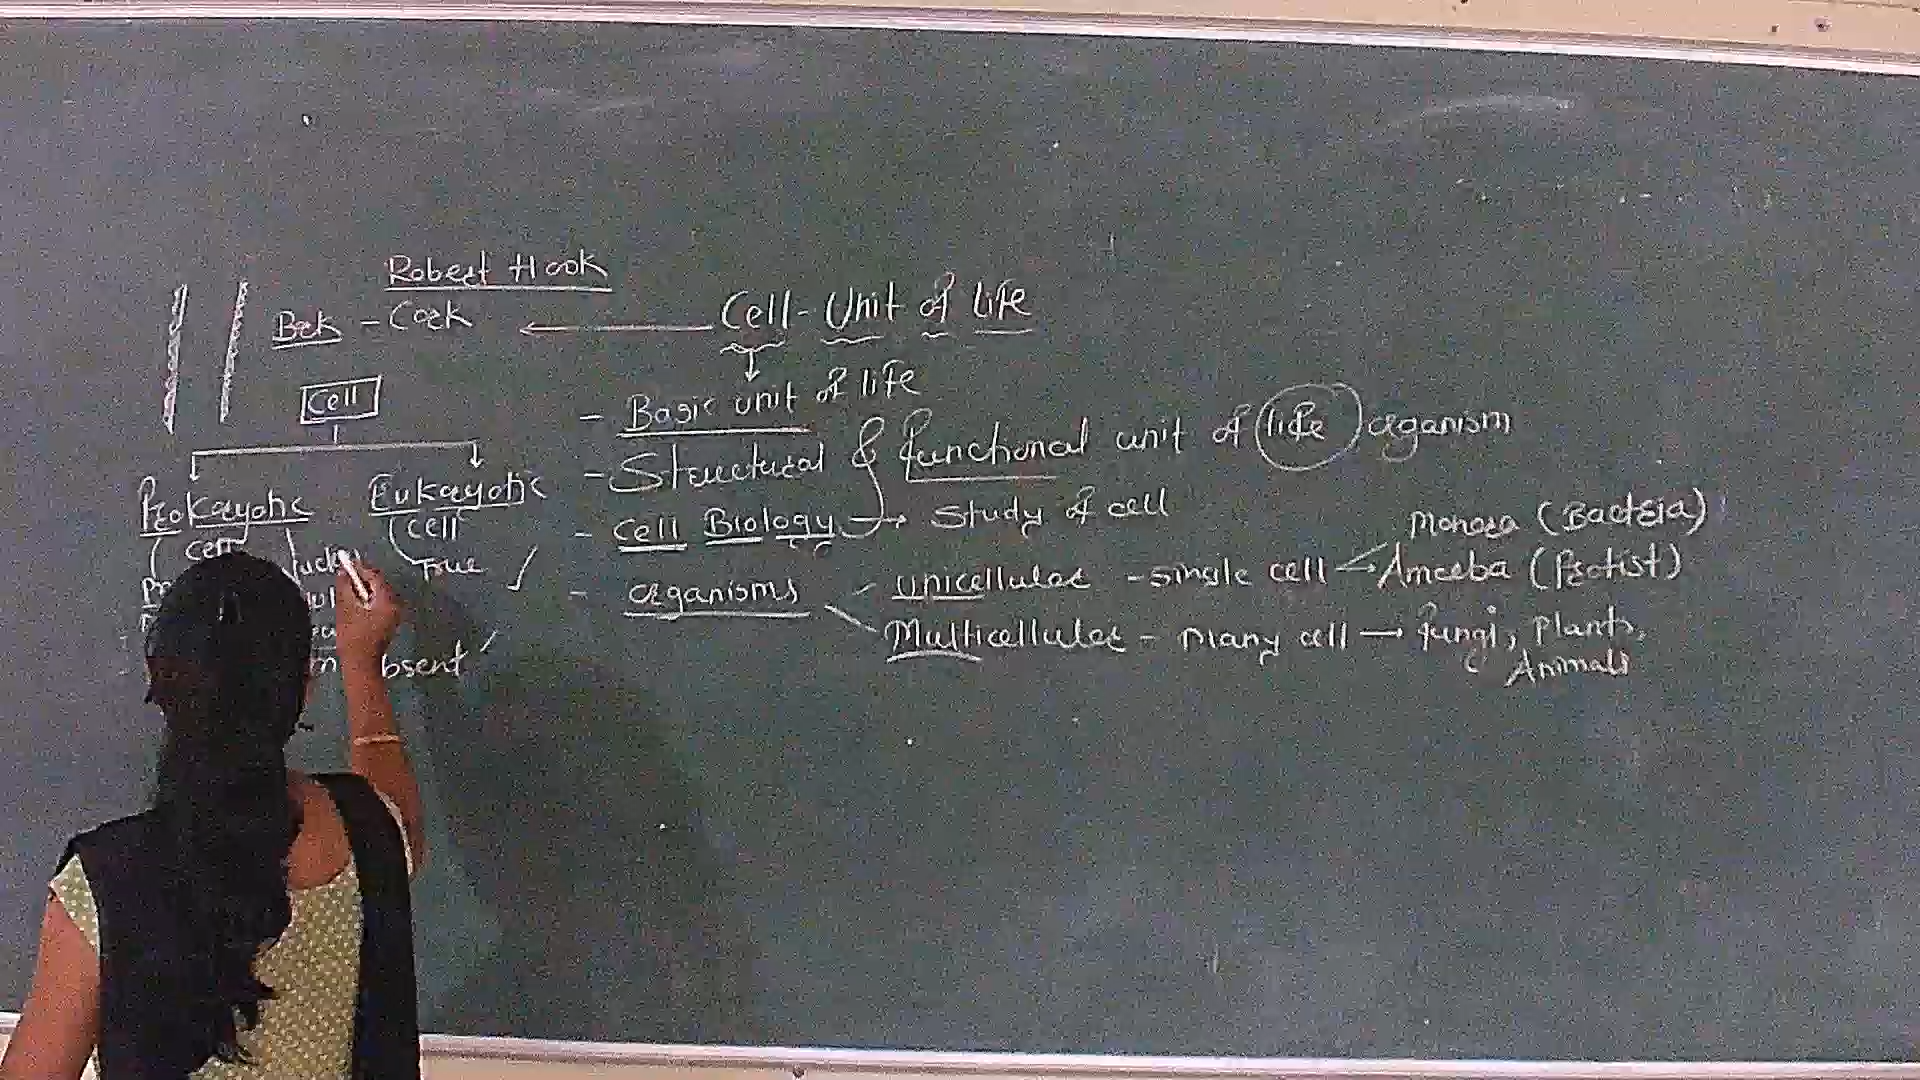 Robert Hook
Bark - Cork
Cell - Unit of Life
Cell
- Basic unit of life
- Structural & functional unit of life organism
Prokaryotic
Cell
Eukaryotic
Cell
True
bsent
- Cell Biology → Study of cell
- organisms
unicellular - single cell
Monera (Bacteria)
Amoeba (Protist)
Multicellular - many cell → fungi, plants,
Animals